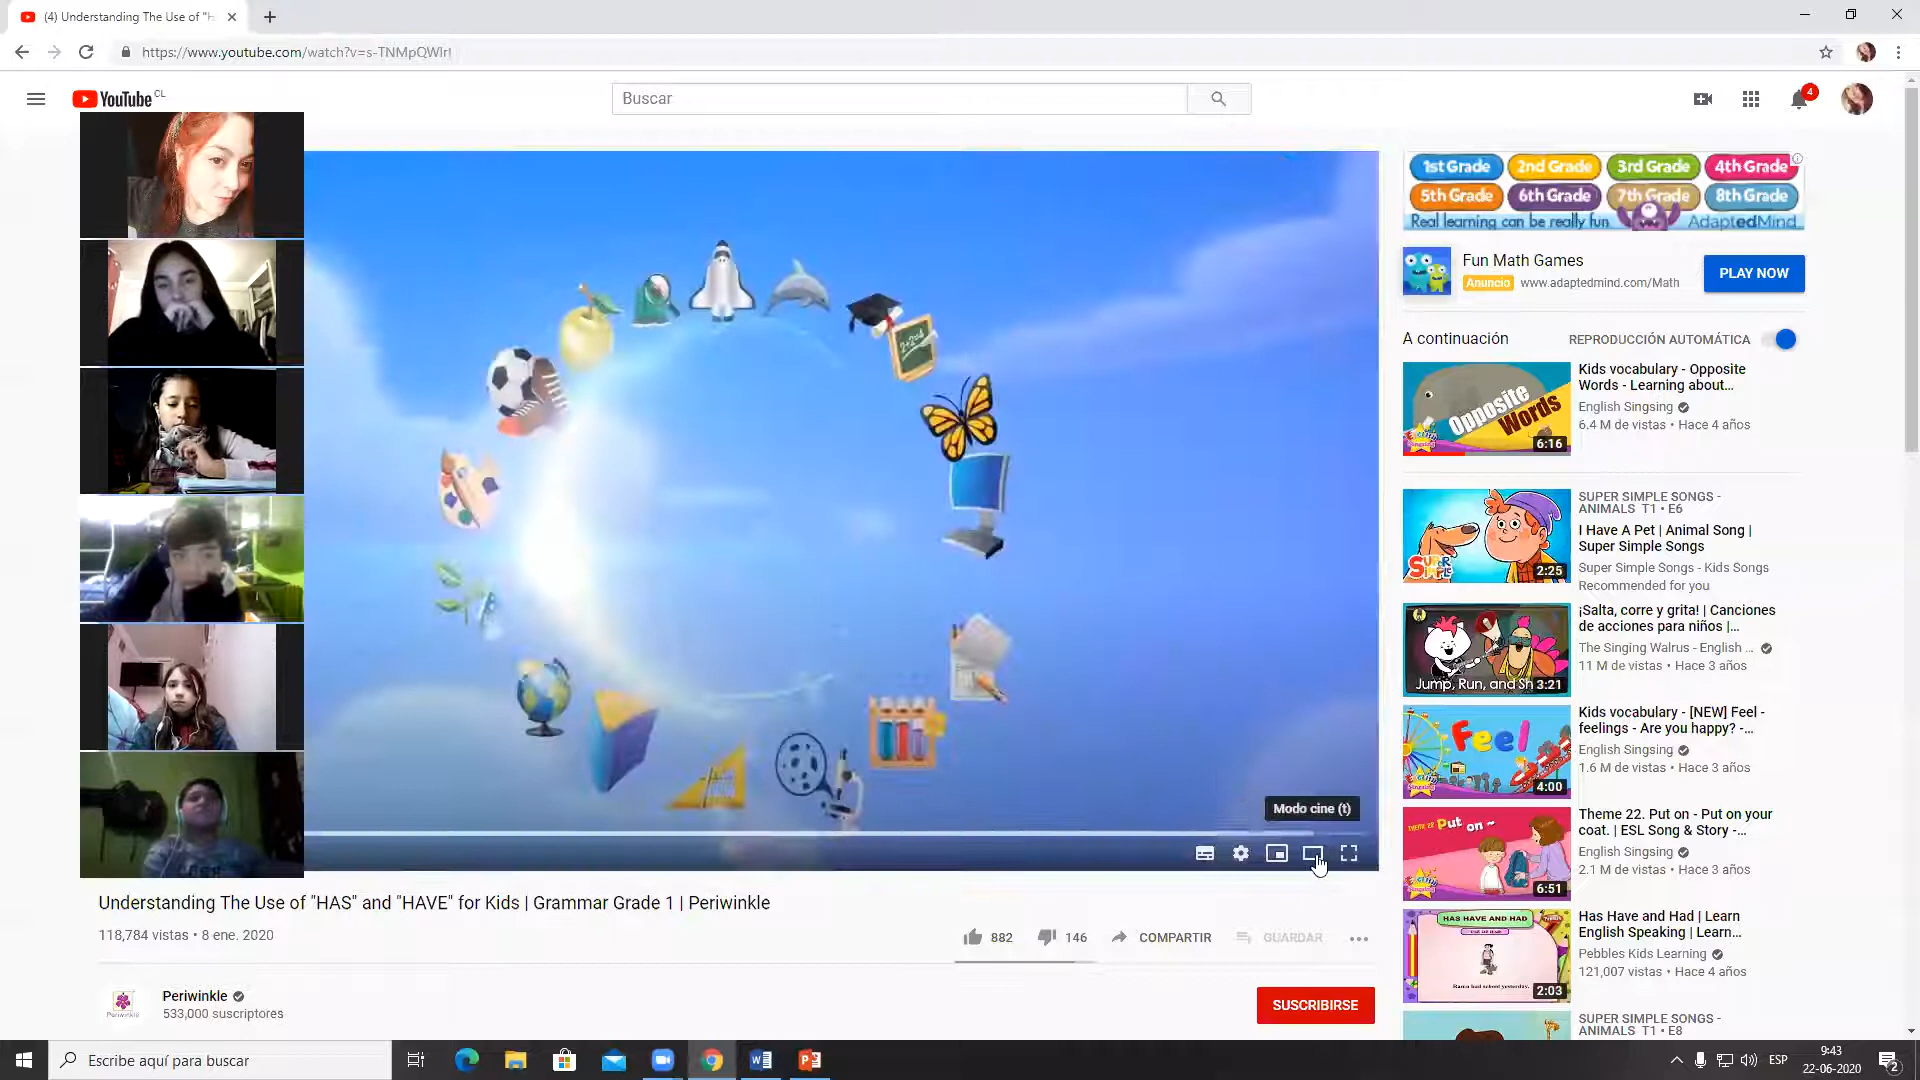 (4) Understanding The Use of "H
https://www.youtube.com/watch?v=s-TNMpQWlrI
YouTube CL
Buscar
4
1st Grade 2nd Grade 3rd Grade 4th Grade
5th Grade 6th Grade 7th Grade 8th Grade
Real learning can be really fun AdaptedMind
Fun Math Games
Anuncio www.adaptedmind.com/Math
PLAY NOW
A continuación
REPRODUCCIÓN AUTOMÁTICA
Opposite
Words
6:16
Kids vocabulary - Opposite
Words - Learning about...
English Singsing
6.4 M de vistas • Hace 4 años
SUPER SIMPLE
2:25
SUPER SIMPLE SONGS -
ANIMALS T1 • E6
I Have A Pet | Animal Song |
Super Simple Songs
Super Simple Songs - Kids Songs
Recommended for you
Jump, Run, and Sh 3:21
¡Salta, corre y grita! | Canciones
de acciones para niños |...
The Singing Walrus - English ...
11 M de vistas • Hace 3 años
Feel
4:00
Kids vocabulary - [NEW] Feel -
feelings - Are you happy? -...
English Singsing
1.6 M de vistas • Hace 3 años
THEME 22. Put on ~
6:51
Theme 22. Put on - Put on your
coat. | ESL Song & Story -...
English Singsing
2.1 M de vistas • Hace 3 años
HAS HAVE AND HAD
2:03
Has Have and Had | Learn
English Speaking | Learn...
Pebbles Kids Learning
121,007 vistas • Hace 4 años
SUPER SIMPLE SONGS -
ANIMALS T1 • E8
2+2=4
Modo cine (t)
Understanding The Use of "HAS" and "HAVE" for Kids | Grammar Grade 1 | Periwinkle
118,784 vistas • 8 ene. 2020
882 146 COMPARTIR GUARDAR
Periwinkle
Periwinkle
533,000 suscriptores
SUSCRIBIRSE
Escribe aquí para buscar
ESP
9:43
22-06-2020
2